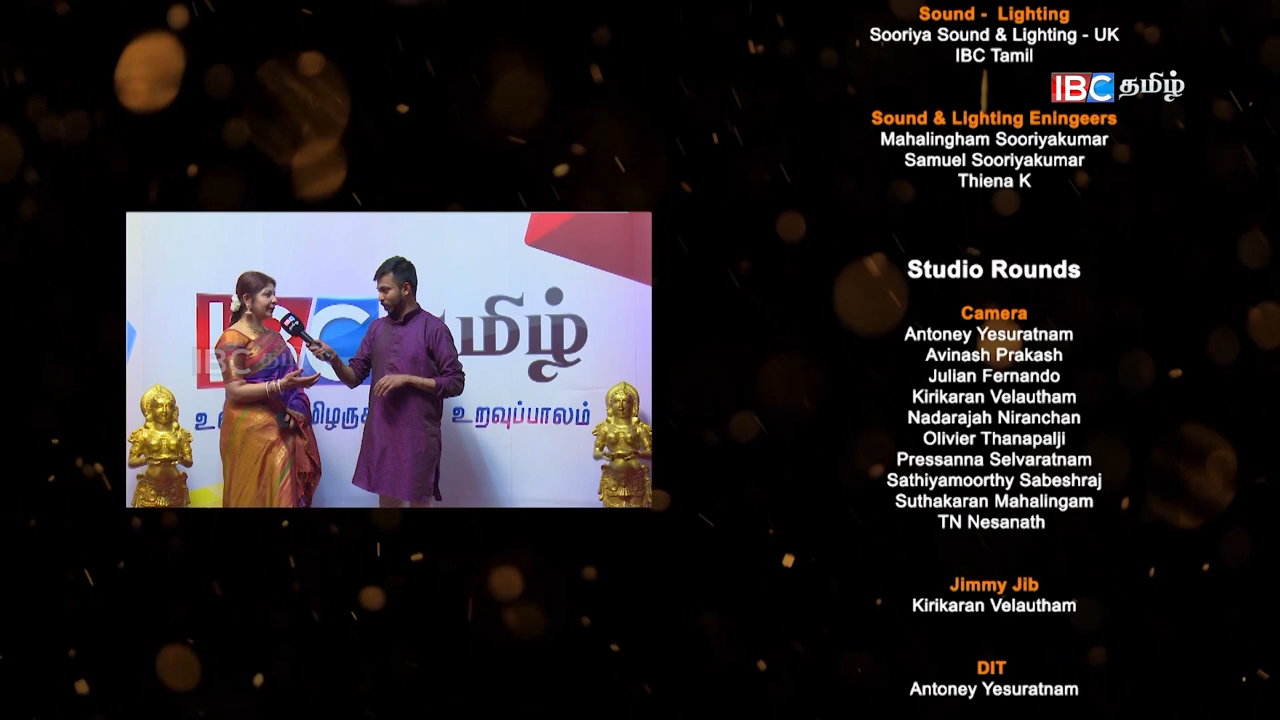 Sound -  Lighting
Sooriya Sound & Lighting - UK
IBC Tamil
IBC தமிழ்
Sound & Lighting Eningeers
Mahalingham Sooriyakumar
Samuel Sooriyakumar
Thiena K
Studio Rounds
Camera
Antoney Yesuratnam
Avinash Prakash
Julian Fernando
Kirikaran Velautham
Nadarajah Niranchan
Olivier Thanapalji
Pressanna Selvaratnam
Sathiyamoorthy Sabeshraj
Suthakaran Mahalingam
TN Nesanath
Jimmy Jib
Kirikaran Velautham
DIT
Antoney Yesuratnam
IBC தமிழ்
உறவுப்பாலம்